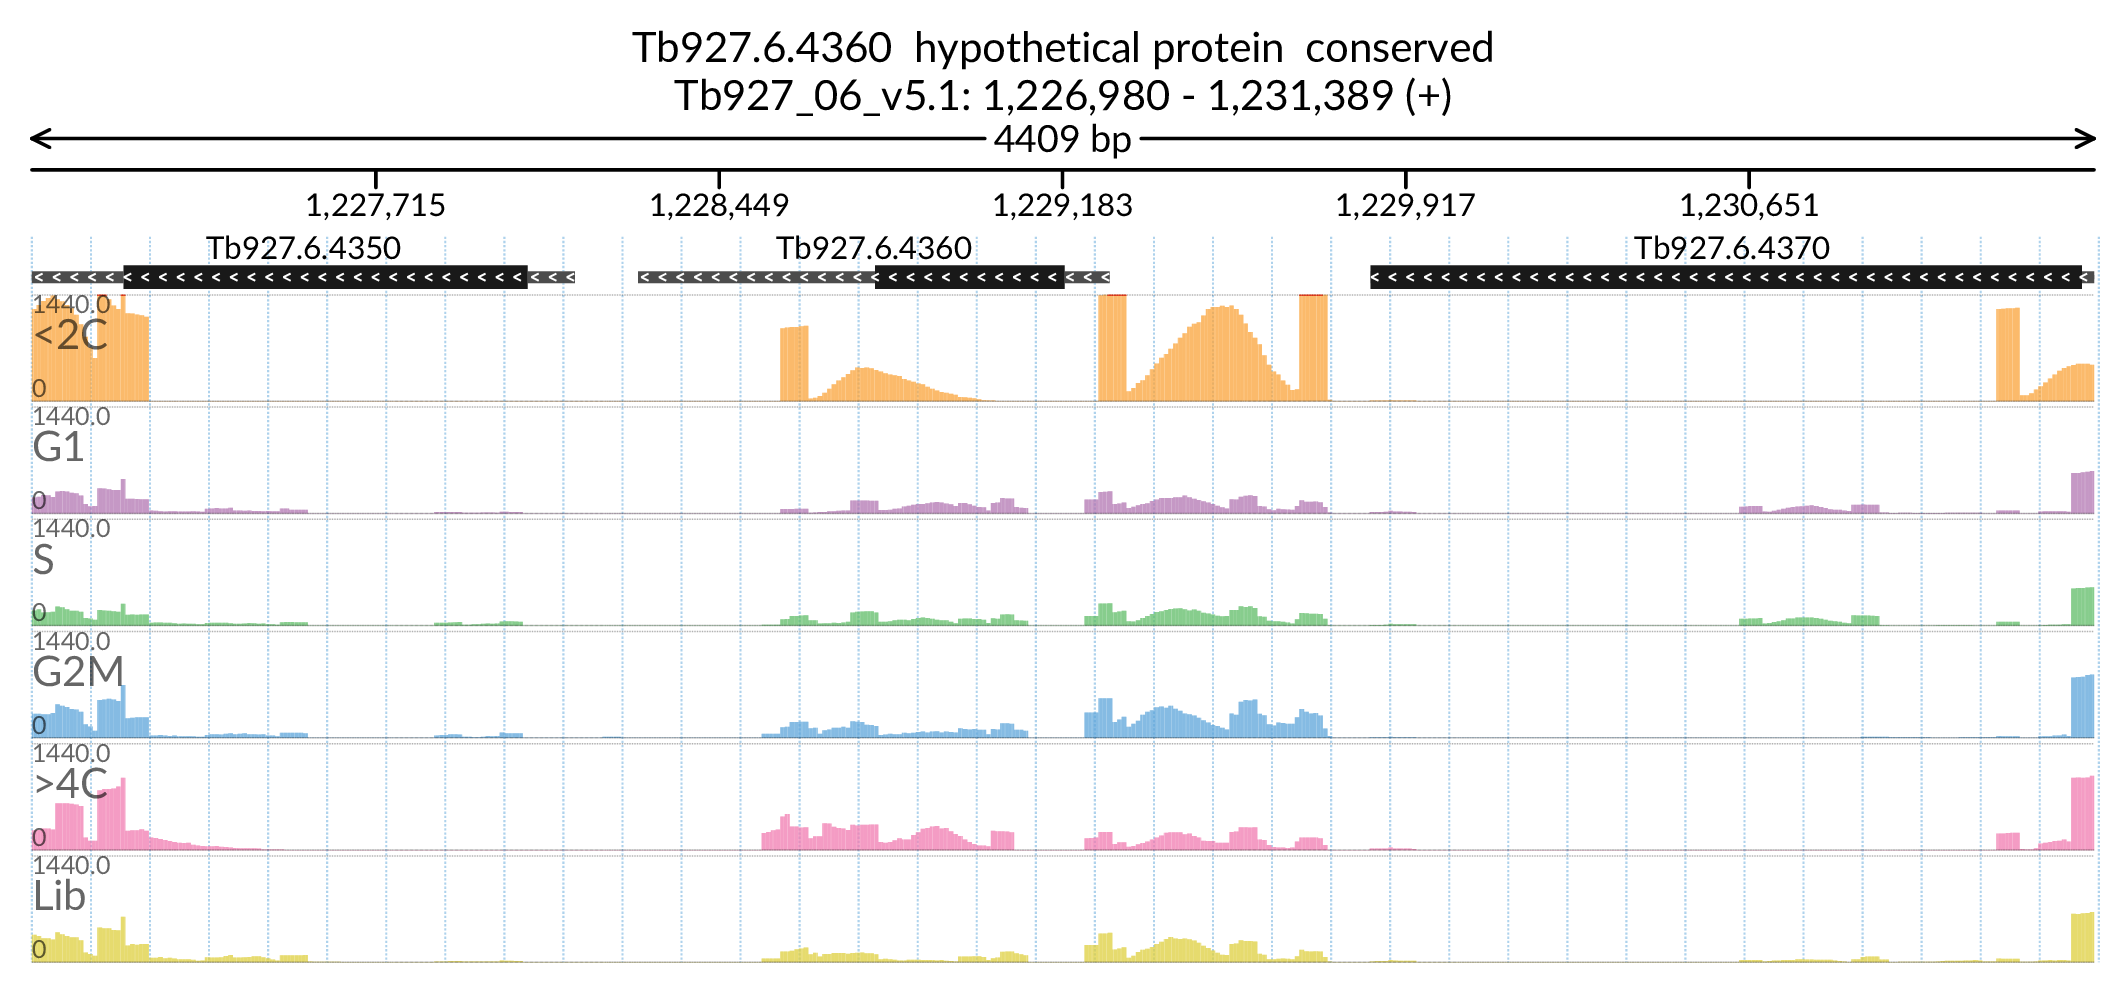 Tb927.6.4360  hypothetical protein  conserved
Tb927_06_v5.1: 1,226,980 - 1,231,389 (+)
4409 bp
1,227,715 1,228,449 1,229,183 1,229,917 1,230,651
Tb927.6.4350 Tb927.6.4360 Tb927.6.4370
1440.0
<2C
0
1440.0
G1
0
1440.0
S
0
1440.0
G2M
0
1440.0
>4C
0
1440.0
Lib
0